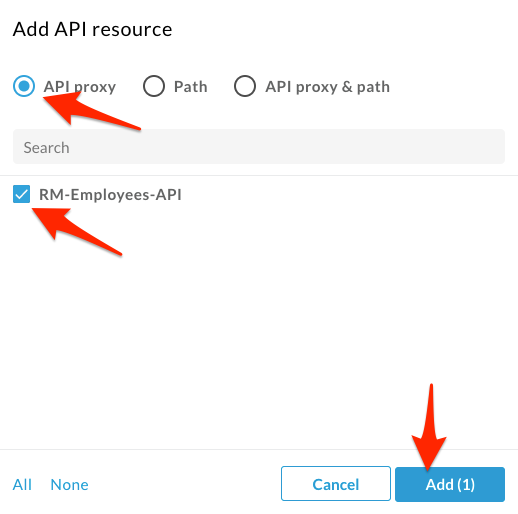 Add API resource
API proxy Path API proxy & path
Search
RM-Employees-API
All None Cancel Add (1)